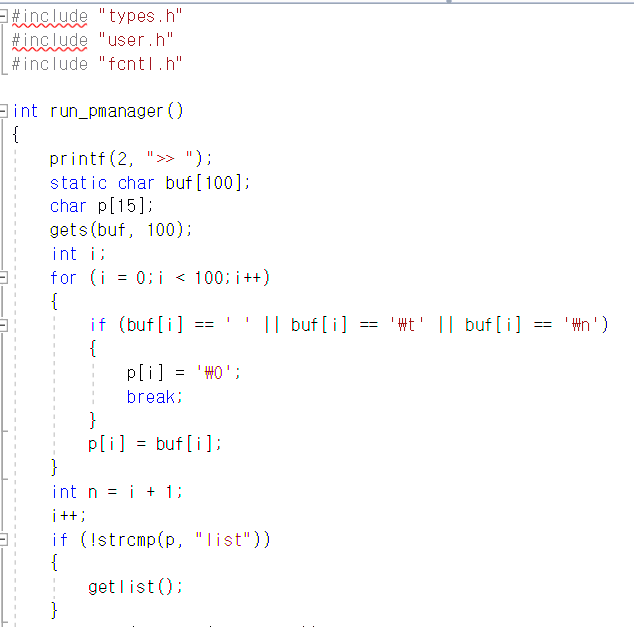 #include "types.h"
#include "user.h"
#include "fcntl.h"
int run_pmanager()
{
printf(2, ">> ");
static char buf[100];
char p[15];
gets(buf, 100);
int i;
for (i = 0;i < 100;i++)
{
if (buf[i] == ' ' || buf[i] == '₩t' || buf[i] == '₩n')
{
p[i] = '₩0';
break;
}
p[i] = buf[i];
}
int n = i + 1;
i++;
if (!strcmp(p, "list"))
{
getlist();
}